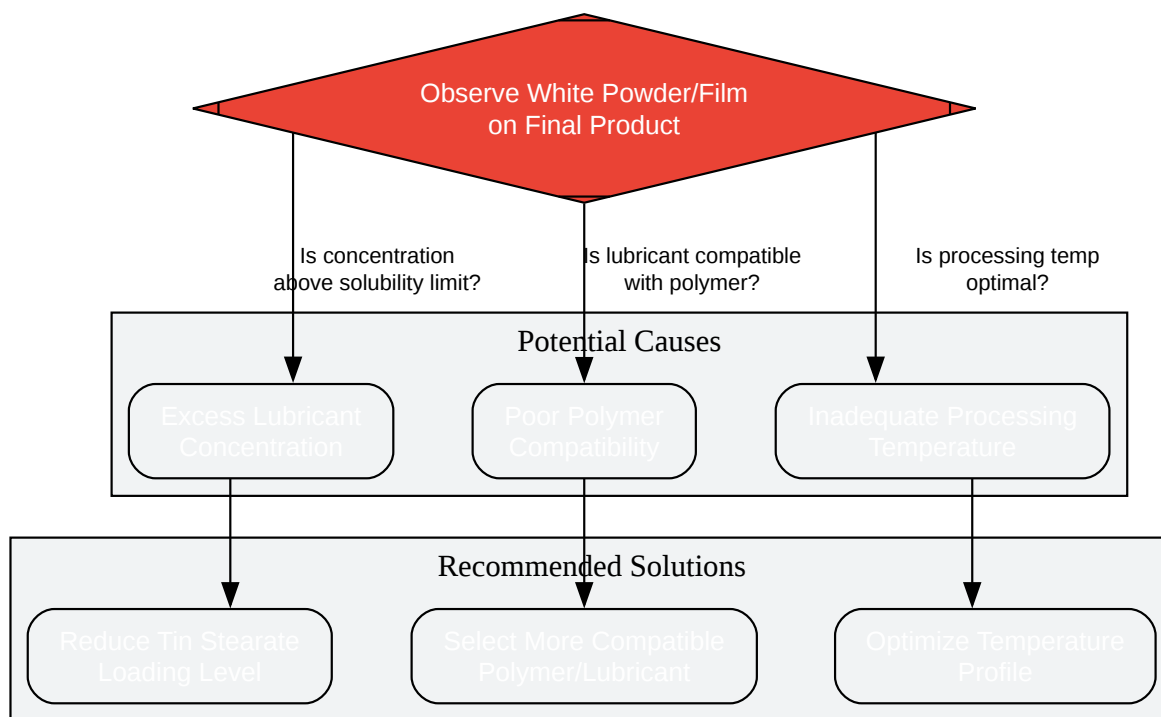 Observe White Powder/Film
on Final Product
Is concentration
above solubility limit?
Is lubricant compatible
with polymer?
Is processing temp
optimal?
Potential Causes
Excess Lubricant
Concentration
Poor Polymer
Compatibility
Inadequate Processing
Temperature
Recommended Solutions
Reduce Tin Stearate
Loading Level
Select More Compatible
Polymer/Lubricant
Optimize Temperature
Profile